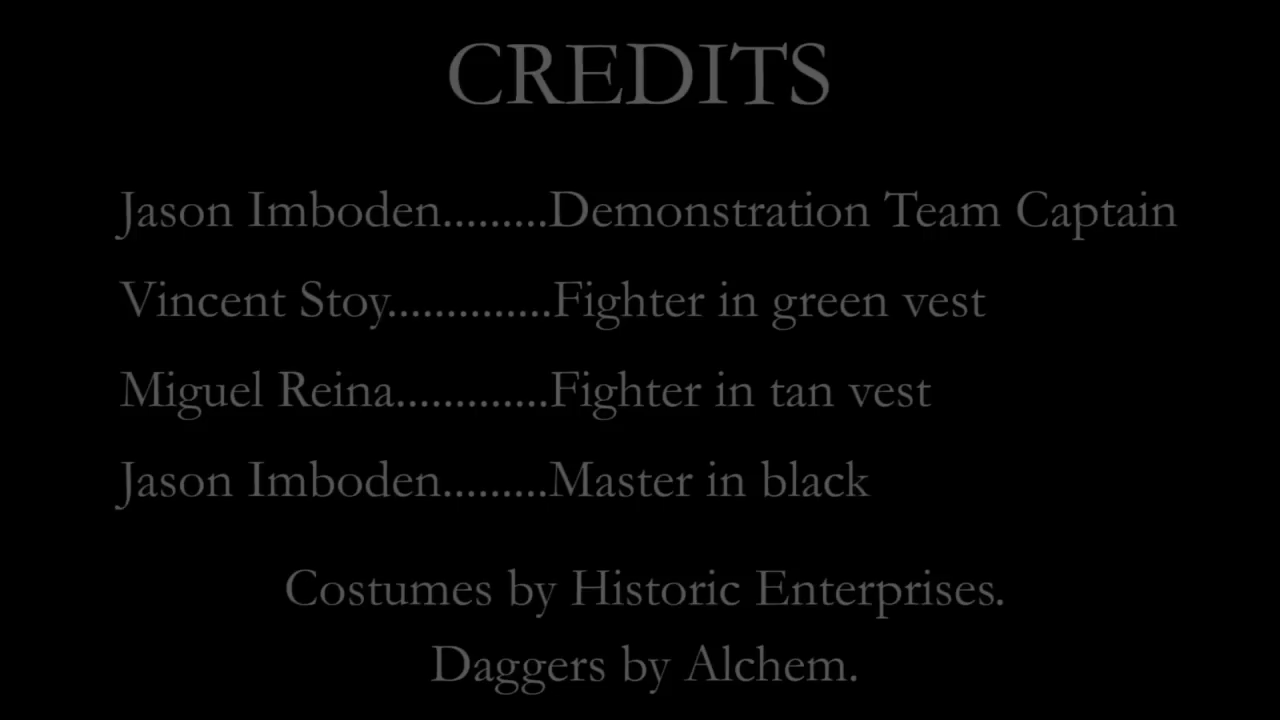 CREDITS
Jason Imboden.........Demonstration Team Captain
Vincent Stoy..............Fighter in green vest
Miguel Reina.............Fighter in tan vest
Jason Imboden.........Master in black
Costumes by Historic Enterprises.
Daggers by Alchem.